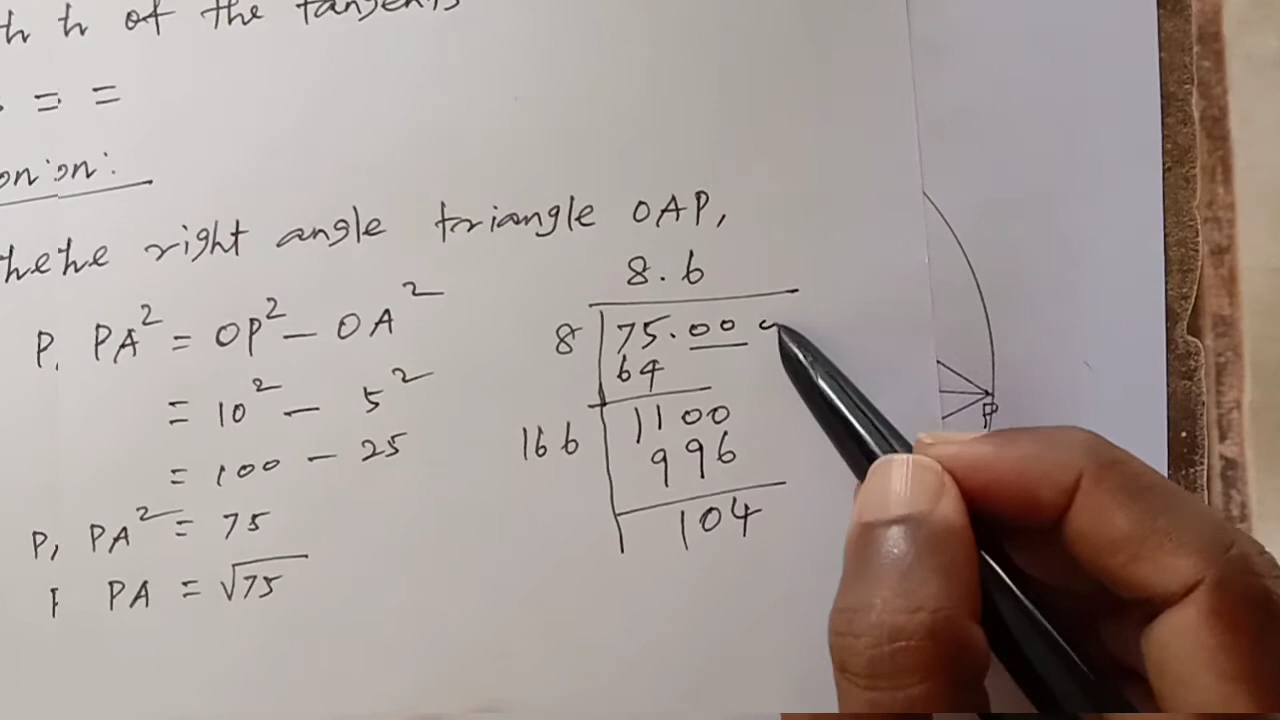 h of the tangents
= =
the right angle triangle OAP,
PA² = OP² - OA²
= 10² - 5²
= 100 - 25
PA² = 75
PA = √75
8.6
8 75.00
64
166 1100
996
104
P